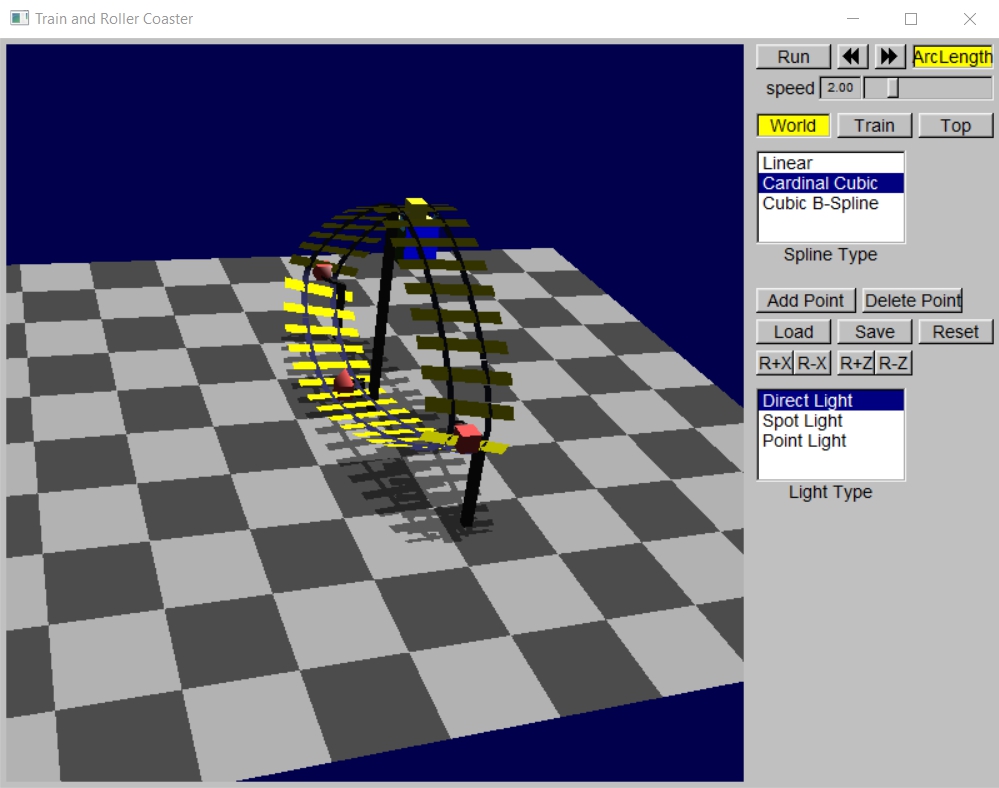 Train and Roller Coaster
Run ArcLength
speed 2.00
World Train Top
Linear
Cardinal Cubic
Cubic B-Spline
Spline Type
Add Point Delete Point
Load Save Reset
R+X R-X R+Z R-Z
Direct Light
Spot Light
Point Light
Light Type